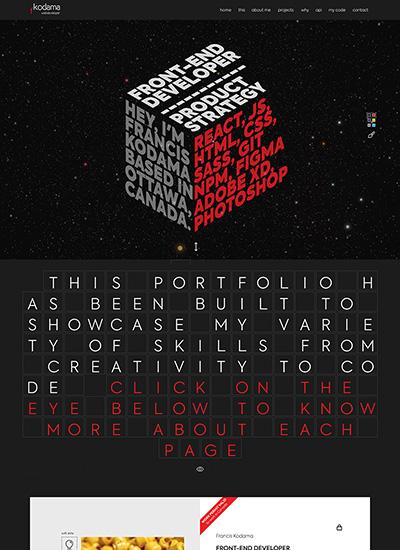 kodama
home this about me projects why api my code contact
FRONT-END
DEVELOPER
PRODUCT
STRATEGY
HEY, I'M
FRANCIS
KODAMA
BASED IN
OTTAWA,
CANADA.
REACT, JS,
HTML, CSS,
SASS, GIT,
NPM, FIGMA
ADOBE XD,
PHOTOSHOP
THIS PORTFOLIO H
AS BEEN BUILT TO
SHOWCASE MY VARIE
TY OF SKILLS FROM
CREATIVITY TO CO
DE CLICK ON THE
EYE BELOW TO KNOW
MORE ABOUT EACH
PAGE
Francis Kodama
FRONT-END DEVELOPER